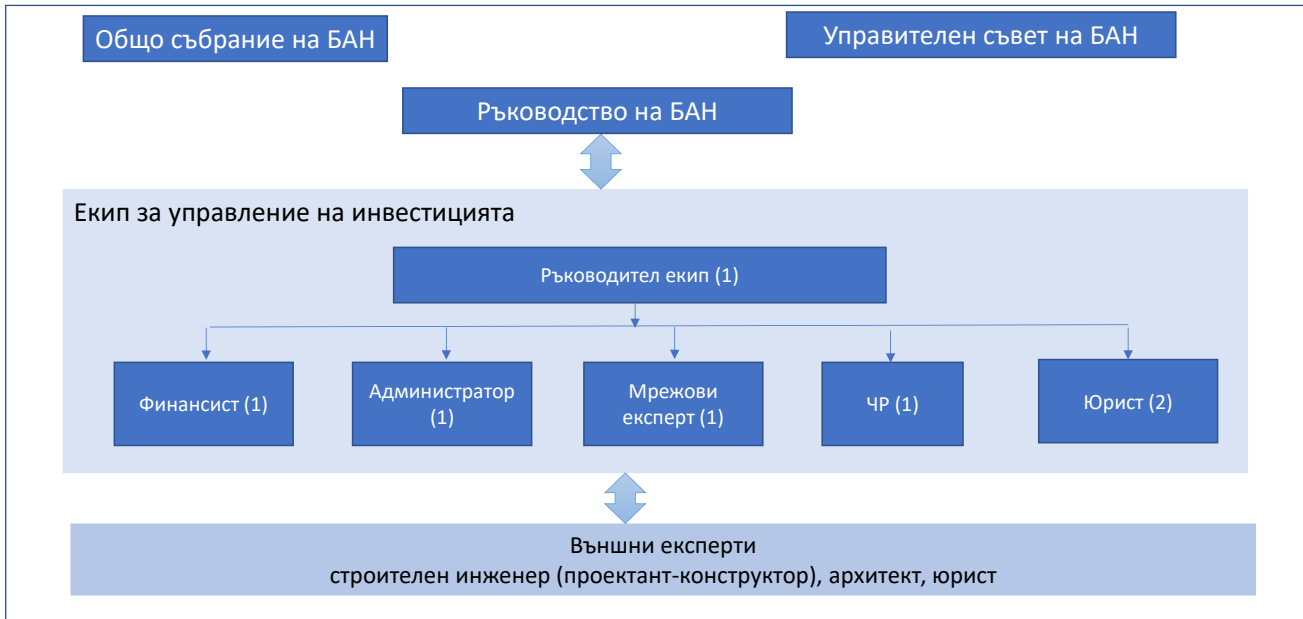 Общо събрание на БАН
Управителен съвет на БАН
Ръководство на БАН
Екип за управление на инвестицията
Ръководител екип (1)
Финансист (1)
Администратор
(1)
Мрежови
експерт (1)
ЧР (1)
Юрист (2)
Външни експерти
строителен инженер (проектант-конструктор), архитект, юрист